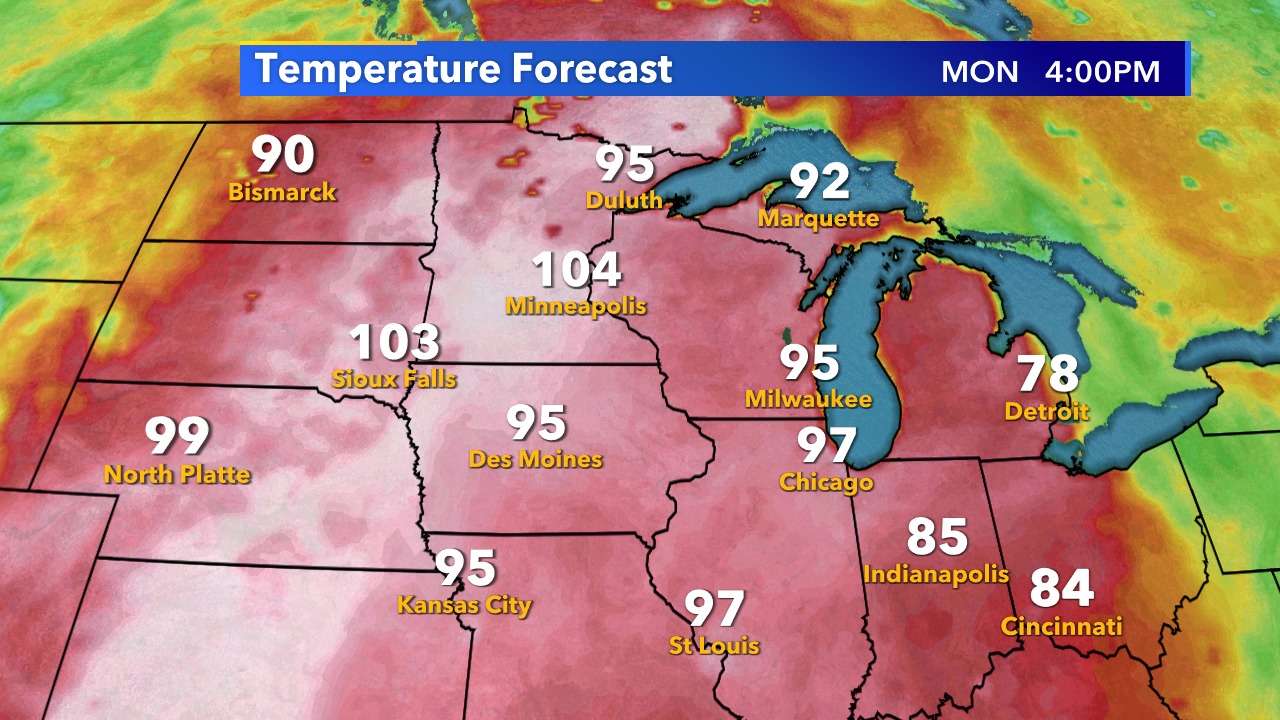 Temperature Forecast
MON 4:00PM
90
Bismarck
95
Duluth
92
Marquette
104
Minneapolis
103
Sioux Falls
95
Milwaukee
78
Detroit
99
North Platte
95
Des Moines
97
Chicago
85
Indianapolis
95
Kansas City
84
Cincinnati
97
St Louis